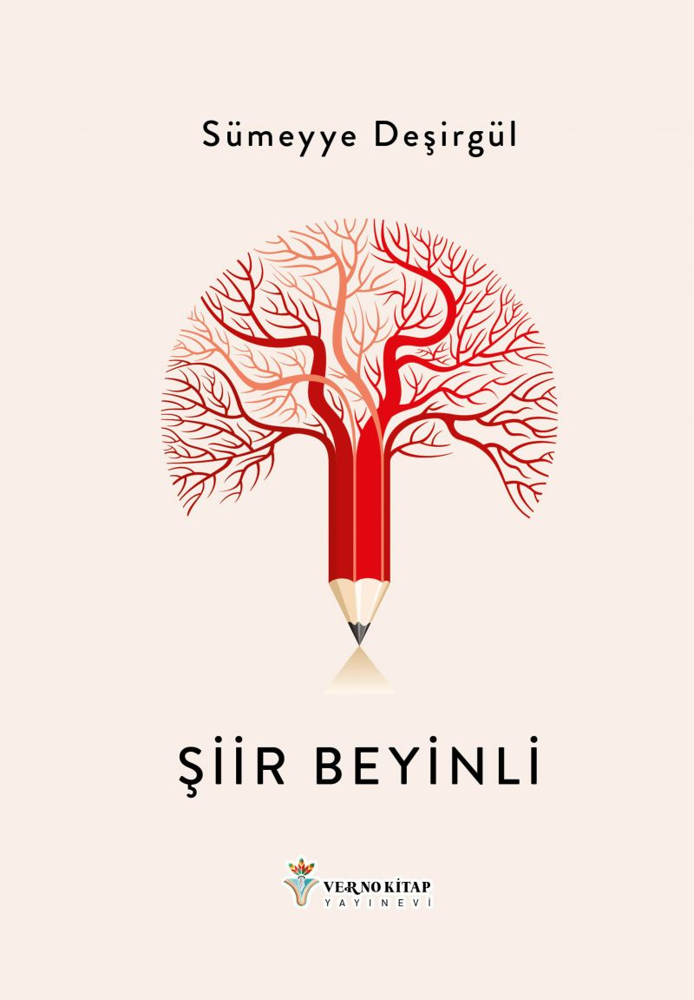 Sümeyye Deşirgül
ŞİİR BEYİNLİ
VERNO KİTAP
YAYINEVİ